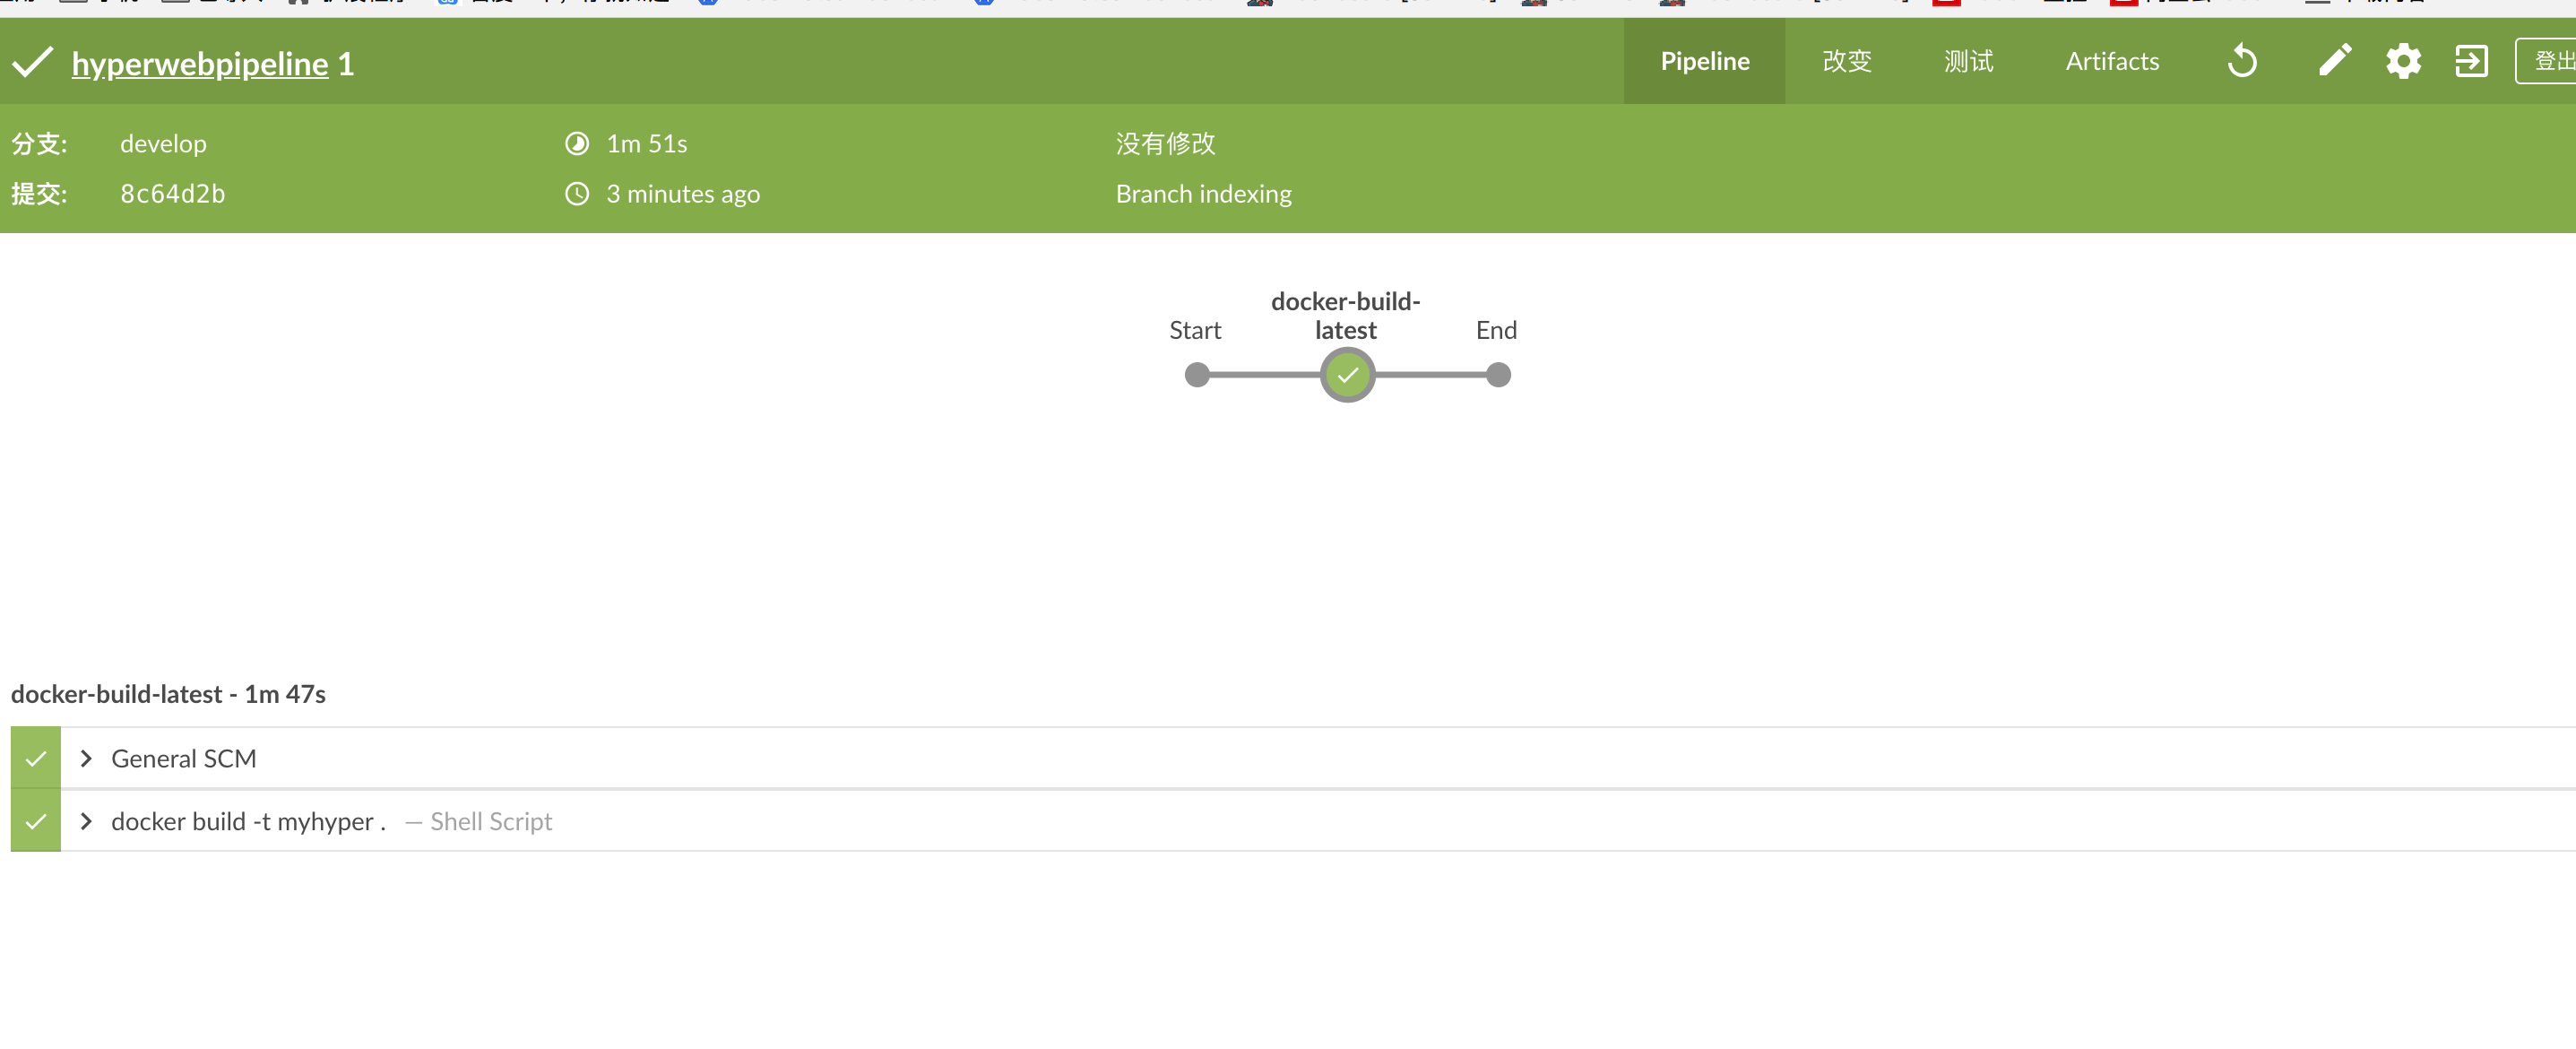 hyperwebpipeline 1
Pipeline 改变 测试 Artifacts 登出
分支: develop 1m 51s 没有修改
提交: 8c64d2b 3 minutes ago Branch indexing
docker-build-
latest
Start End
docker-build-latest - 1m 47s
General SCM
docker build -t myhyper . — Shell Script